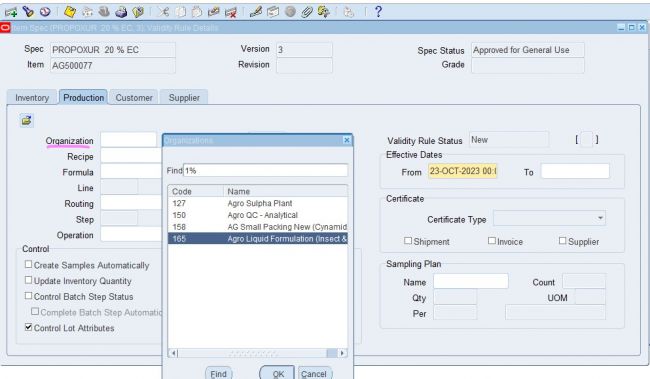 Item Spec (PROPOXUR 20 % EC, 3) Validity Rule Details
Spec PROPOXUR 20 % EC Version 3 Spec Status Approved for General Use
Item AG500077 Revision Grade
Inventory Production Customer Supplier
Organization
Recipe
Formula
Line
Routing
Step
Operation
Control
Create Samples Automatically
Update Inventory Quantity
Control Batch Step Status
Complete Batch Step Automatic
Control Lot Attributes
Organizations
Find 1%
Code Name
127 Agro Sulpha Plant
150 Agro QC - Analytical
158 AG Small Packing New (Cynamid
165 Agro Liquid Formulation (Insect &
Find OK Cancel
Validity Rule Status New [ ]
Effective Dates
From 23-OCT-2023 00:( To
Certificate
Certificate Type
Shipment Invoice Supplier
Sampling Plan
Name Count
Qty UOM
Per